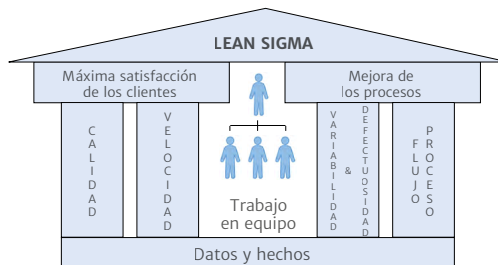 LEAN SIGMA
Máxima satisfacción
de los clientes
Mejora de
los procesos
CALIDAD
VELOCIDAD
Trabajo
en equipo
VARIABILIDAD
&
DEFECTUOSIDAD
FLUJO
PROCESO
Datos y hechos